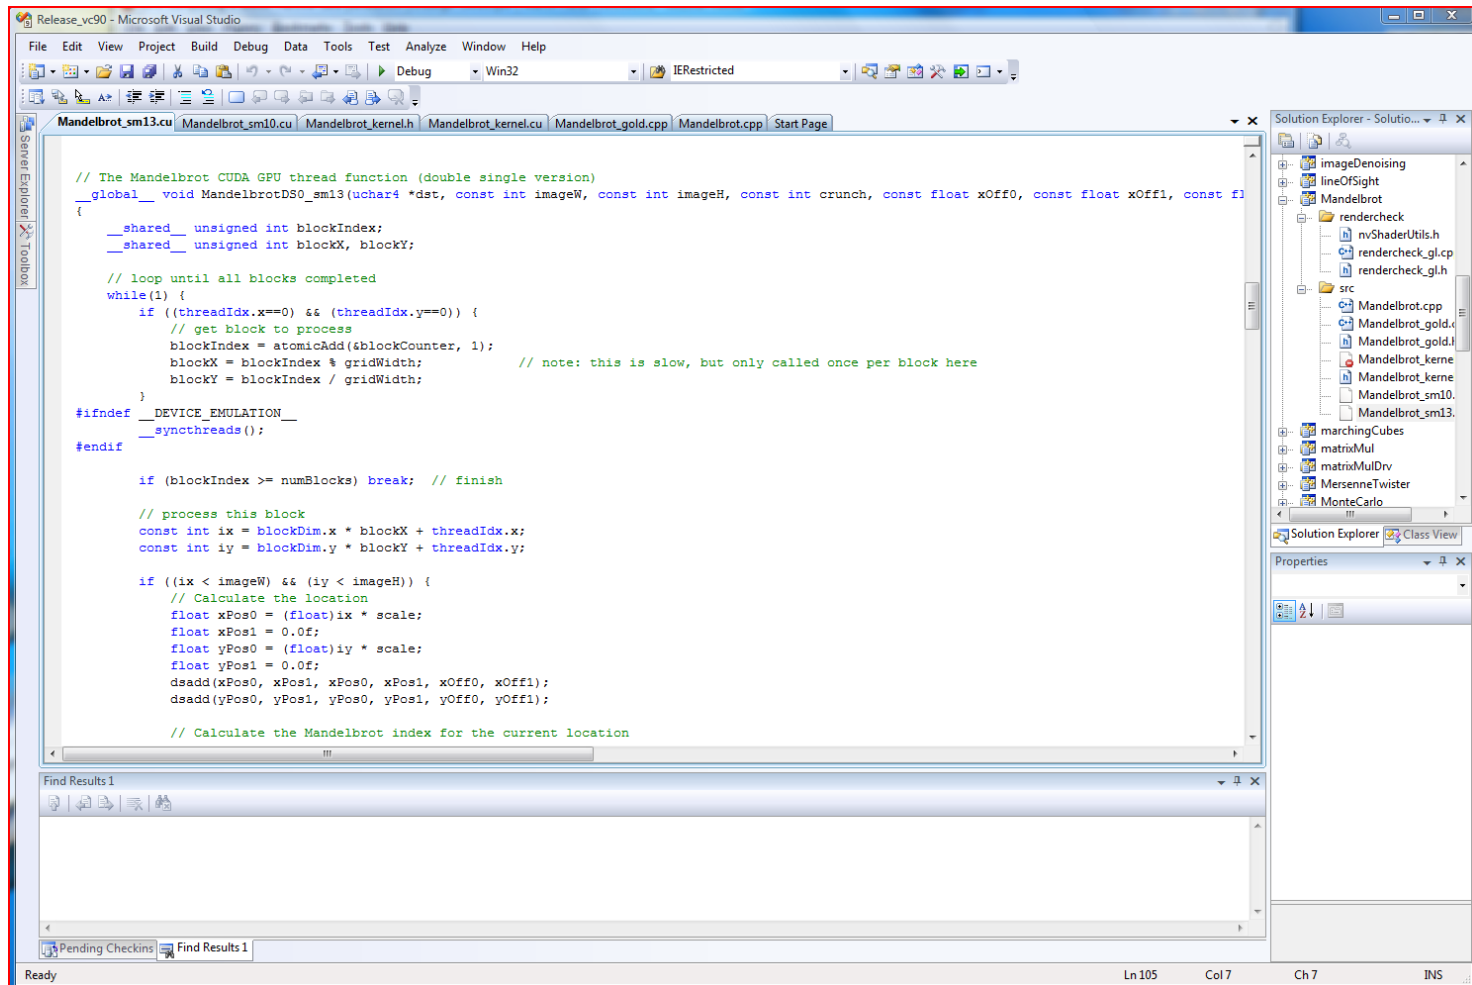 Release_vc90 - Microsoft Visual Studio
File Edit View Project Build Debug Data Tools Test Analyze Window Help
Debug Win32 IERestricted
Mandelbrot_sm13.cu Mandelbrot_sm10.cu Mandelbrot_kernel.h Mandelbrot_kernel.cu Mandelbrot_gold.cpp Mandelbrot.cpp Start Page
Server Explorer
Toolbox
// The Mandelbrot CUDA GPU thread function (double single version)
__global__ void MandelbrotDS0_sm13(uchar4 *dst, const int imageW, const int imageH, const int crunch, const float xOff0, const float xOff1, const fl
{
__shared__ unsigned int blockIndex;
__shared__ unsigned int blockX, blockY;
// loop until all blocks completed
while(1) {
if ((threadIdx.x==0) && (threadIdx.y==0)) {
// get block to process
blockIndex = atomicAdd(&blockCounter, 1);
blockX = blockIndex % gridWidth; // note: this is slow, but only called once per block here
blockY = blockIndex / gridWidth;
}
#ifndef __DEVICE_EMULATION__
__syncthreads();
#endif
if (blockIndex >= numBlocks) break; // finish
// process this block
const int ix = blockDim.x * blockX + threadIdx.x;
const int iy = blockDim.y * blockY + threadIdx.y;
if ((ix < imageW) && (iy < imageH)) {
// Calculate the location
float xPos0 = (float)ix * scale;
float xPos1 = 0.0f;
float yPos0 = (float)iy * scale;
float yPos1 = 0.0f;
dsadd(xPos0, xPos1, xPos0, xPos1, xOff0, xOff1);
dsadd(yPos0, yPos1, yPos0, yPos1, yOff0, yOff1);
// Calculate the Mandelbrot index for the current location
Solution Explorer - Solutio...
imageDenoising
lineOfSight
Mandelbrot
rendercheck
nvShaderUtils.h
rendercheck_gl.cp
rendercheck_gl.h
src
Mandelbrot.cpp
Mandelbrot_gold.c
Mandelbrot_gold.h
Mandelbrot_kerne
Mandelbrot_kerne
Mandelbrot_sm10.
Mandelbrot_sm13.
marchingCubes
matrixMul
matrixMulDrv
MersenneTwister
MonteCarlo
Solution Explorer Class View
Properties
Find Results 1
Pending Checkins Find Results 1
Ready Ln 105 Col 7 Ch 7 INS